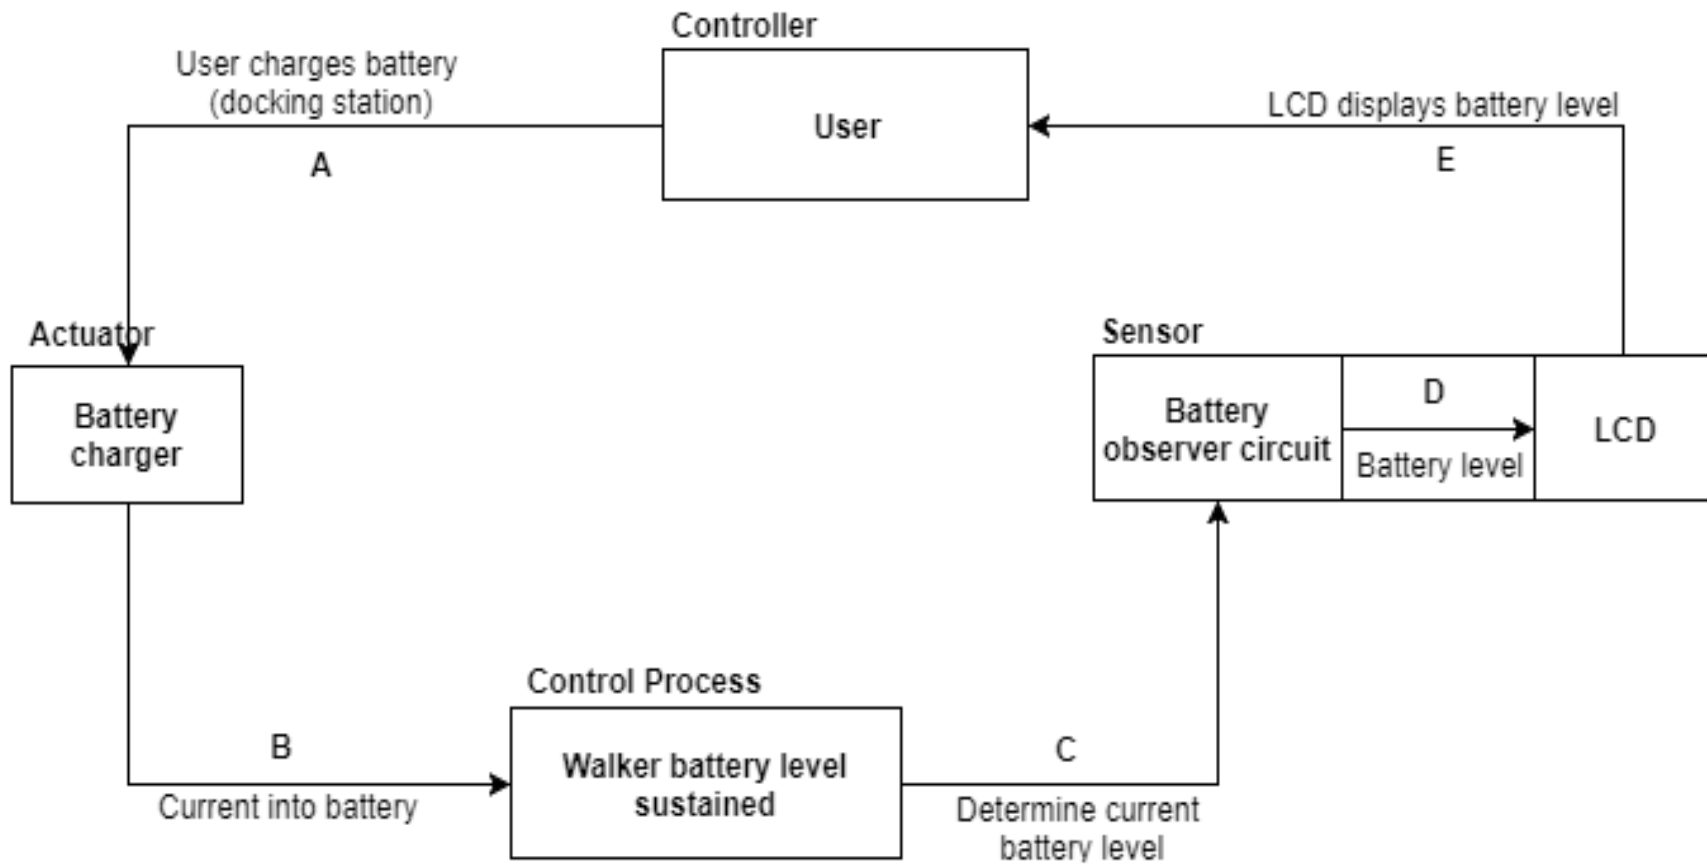 Controller
User charges battery
(docking station)
User
LCD displays battery level
A
E
Actuator
Sensor
Battery
charger
Battery
observer circuit
D
Battery level
LCD
Control Process
B
Current into battery
Walker battery level
sustained
C
Determine current
battery level